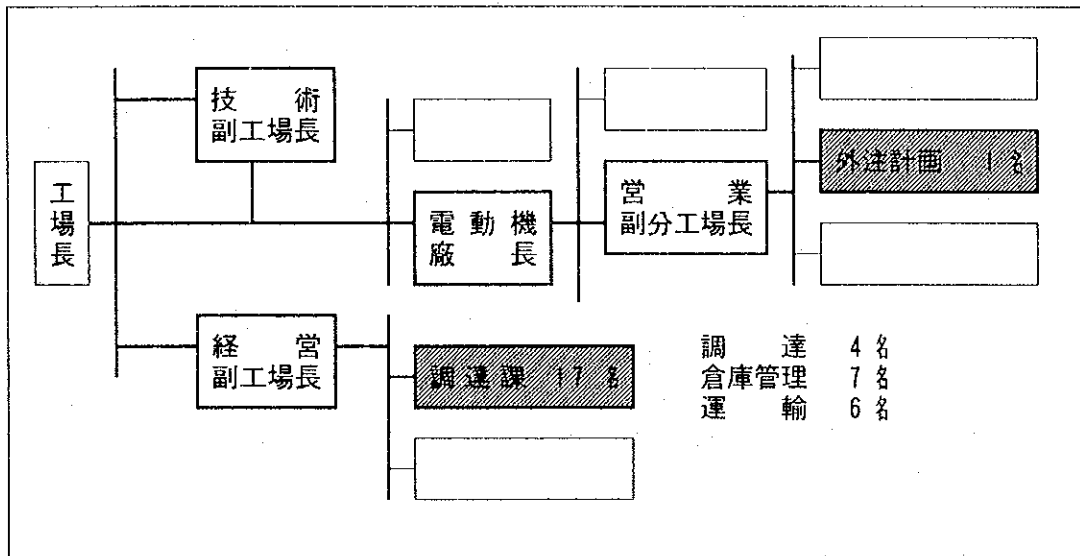 技術
副工場長
工場長
電動機
廠長
営業
副分工場長
外注計画 1名
経営
副工場長
調達課 17名
調達 4名
倉庫管理 7名
運輸 6名